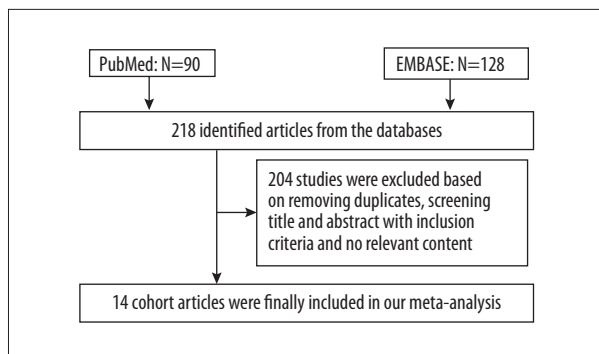 PubMed: N=90
EMBASE: N=128
218 identified articles from the databases
204 studies were excluded based
on removing duplicates, screening
title and abstract with inclusion
criteria and no relevant content
14 cohort articles were finally included in our meta-analysis